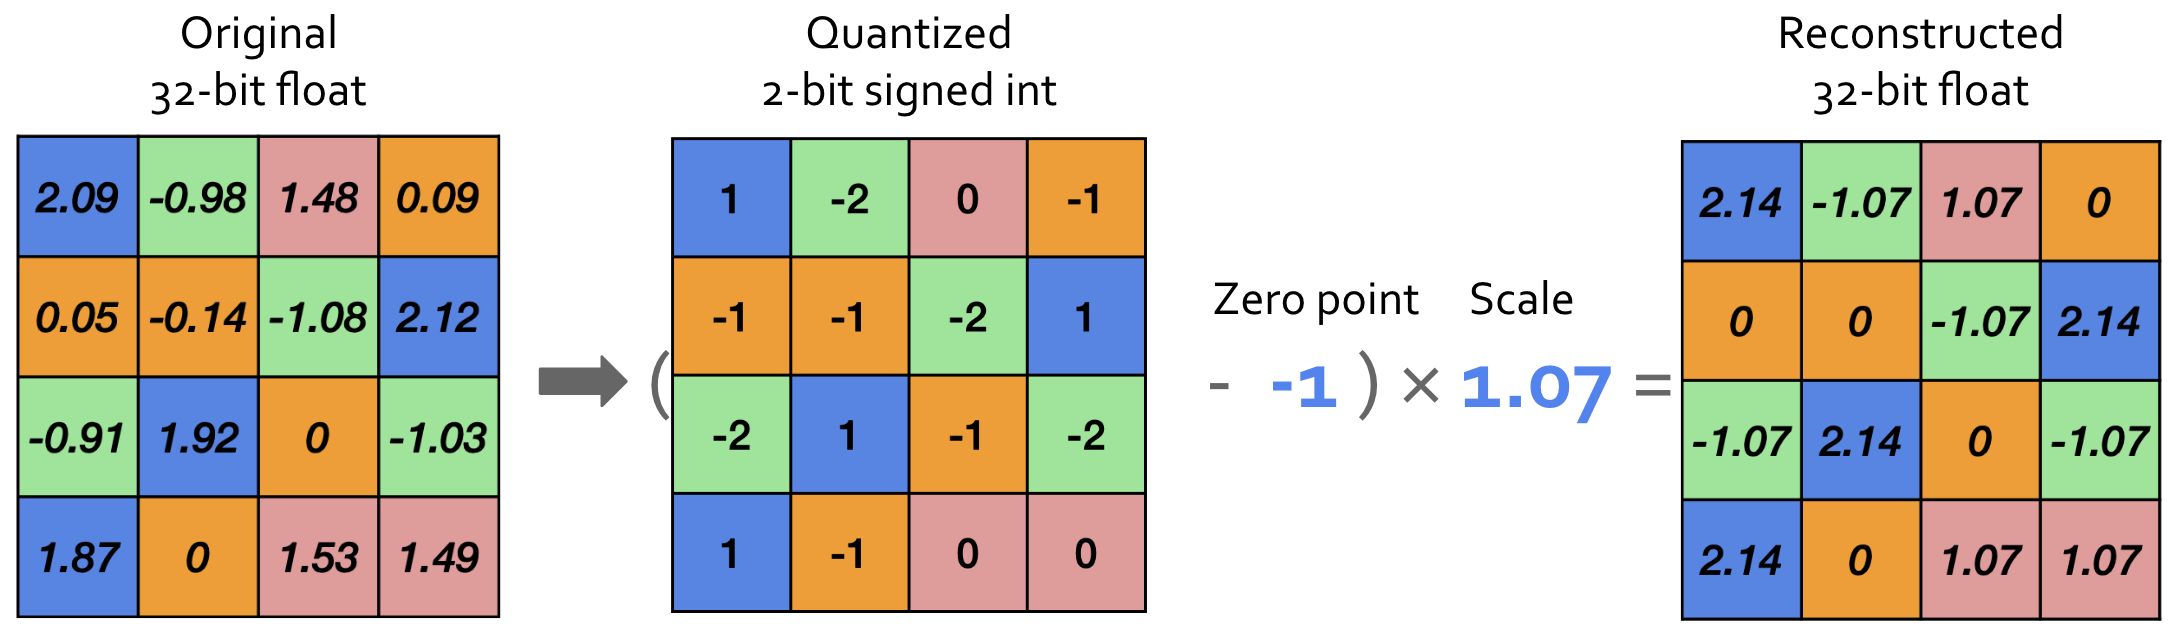 Original
32-bit float
2.09 -0.98 1.48 0.09
0.05 -0.14 -1.08 2.12
-0.91 1.92 0 -1.03
1.87 0 1.53 1.49
Quantized
2-bit signed int
(
1 -2 0 -1
-1 -1 -2 1
-2 1 -1 -2
1 -1 0 0
Zero point Scale
- -1 ) × 1.07 =
Reconstructed
32-bit float
2.14 -1.07 1.07 0
0 0 -1.07 2.14
-1.07 2.14 0 -1.07
2.14 0 1.07 1.07